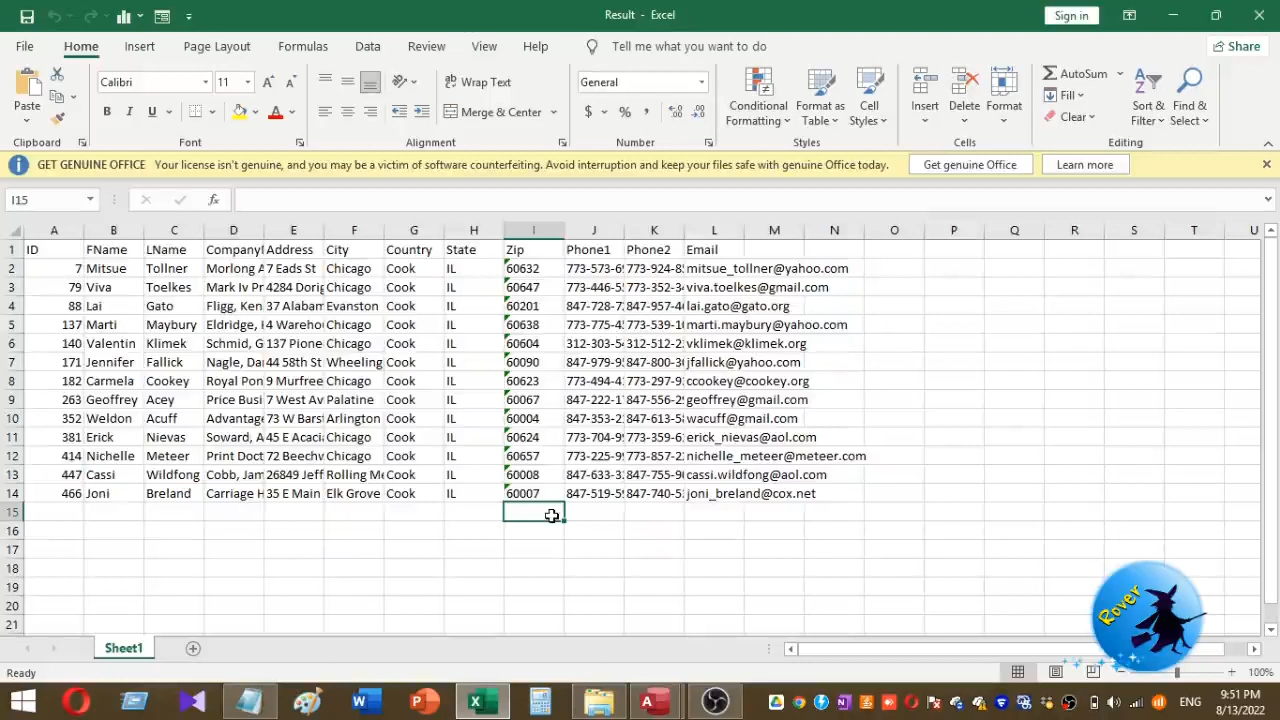 Result - Excel
Sign in
File Home Insert Page Layout Formulas Data Review View Help Tell me what you want to do Share
Calibri 11 Wrap Text General AutoSum
Paste B I U Merge & Center $ % Conditional Formatting Format as Table Cell Styles Insert Delete Format Fill Clear Sort & Filter Find & Select
Clipboard Font Alignment Number Styles Cells Editing
GET GENUINE OFFICE Your license isn't genuine, and you may be a victim of software counterfeiting. Avoid interruption and keep your files safe with genuine Office today. Get genuine Office Learn more
I15 fx
A B C D E F G H I J K L M N O P Q R S T U
1 ID FName LName Company Address City Country State Zip Phone1 Phone2 Email
2 7 Mitsue Tollner Morlong A 7 Eads St Chicago Cook IL 60632 773-573-6 773-924-8 mitsue_tollner@yahoo.com
3 79 Viva Toelkes Mark Iv Pr 4284 Dorig Chicago Cook IL 60647 773-446-5 773-352-3 viva.toelkes@gmail.com
4 88 Lai Gato Fligg, Ken 37 Alabam Evanston Cook IL 60201 847-728-7 847-957-4 lai.gato@gato.org
5 137 Marti Maybury Eldridge, 4 Wareho Chicago Cook IL 60638 773-775-4 773-539-1 marti.maybury@yahoo.com
6 140 Valentin Klimek Schmid, G 137 Pione Chicago Cook IL 60604 312-303-5 312-512-2 vklimek@klimek.org
7 171 Jennifer Fallick Nagle, Da 44 58th St Wheeling Cook IL 60090 847-979-9 847-800-3 jfallick@yahoo.com
8 182 Carmela Cookey Royal Pon 9 Murfree Chicago Cook IL 60623 773-494-4 773-297-9 ccookey@cookey.org
9 263 Geoffrey Acey Price Busi 7 West Av Palatine Cook IL 60067 847-222-1 847-556-2 geoffrey@gmail.com
10 352 Weldon Acuff Advantage 73 W Bars Arlington Cook IL 60004 847-353-2 847-613-5 wacuff@gmail.com
11 381 Erick Nievas Soward, A 45 E Acaci Chicago Cook IL 60624 773-704-9 773-359-6 erick_nievas@aol.com
12 414 Nichelle Meteer Print Doct 72 Beechw Chicago Cook IL 60657 773-225-9 773-857-2 nichelle_meteer@meteer.com
13 447 Cassi Wildfong Cobb, Jam 26849 Jeff Rolling Me Cook IL 60008 847-633-3 847-755-9 cassi.wildfong@aol.com
14 466 Joni Breland Carriage H 35 E Main Elk Grove Cook IL 60007 847-519-5 847-740-5 joni_breland@cox.net
15
16
17
18
19
20
21
Rover
Sheet1
Ready 100%
ENG 9:51 PM
8/13/2022